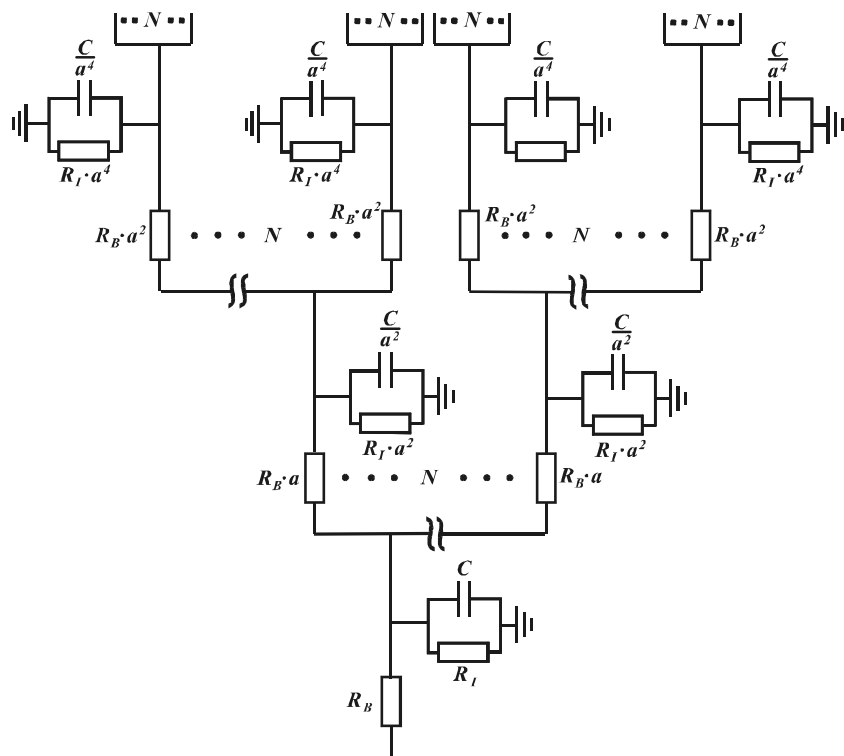 •• N •• •• N •• •• N •• •• N ••
C/a⁴ C/a⁴ C/a⁴ C/a⁴
R_I·a⁴ R_I·a⁴ R_I·a⁴
R_B·a² • • • N • • • R_B·a² R_B·a² • • • N • • • R_B·a²
C/a² C/a²
R_I·a² R_I·a²
R_B·a • • • N • • • R_B·a
C
R_I
R_B